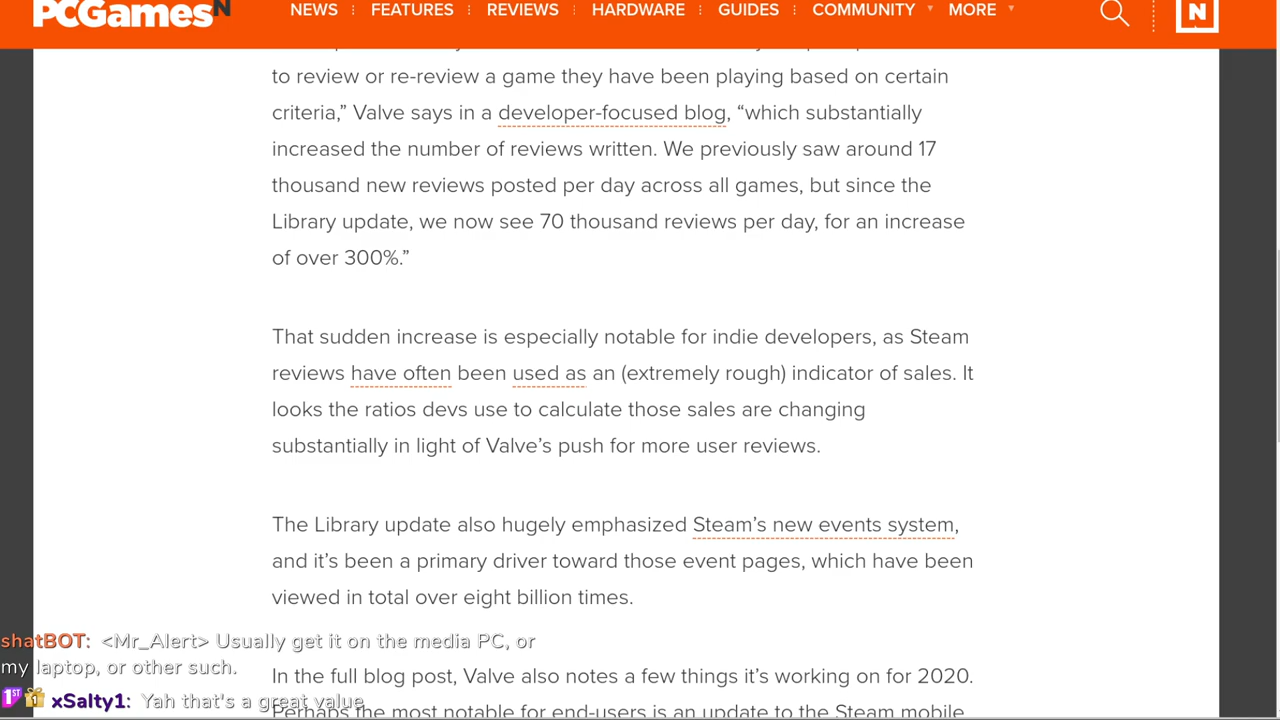 PCGamesN
NEWS FEATURES REVIEWS HARDWARE GUIDES COMMUNITY MORE N
to review or re-review a game they have been playing based on certain
criteria,” Valve says in a developer-focused blog, “which substantially
increased the number of reviews written. We previously saw around 17
thousand new reviews posted per day across all games, but since the
Library update, we now see 70 thousand reviews per day, for an increase
of over 300%.”
That sudden increase is especially notable for indie developers, as Steam
reviews have often been used as an (extremely rough) indicator of sales. It
looks the ratios devs use to calculate those sales are changing
substantially in light of Valve’s push for more user reviews.
The Library update also hugely emphasized Steam’s new events system,
and it’s been a primary driver toward those event pages, which have been
viewed in total over eight billion times.
shatBOT: <Mr_Alert> Usually get it on the media PC, or
my laptop, or other such.
In the full blog post, Valve also notes a few things it’s working on for 2020.
1ST 1 xSalty1: Yah that's a great value
Perhaps the most notable for end-users is an update to the Steam mobile